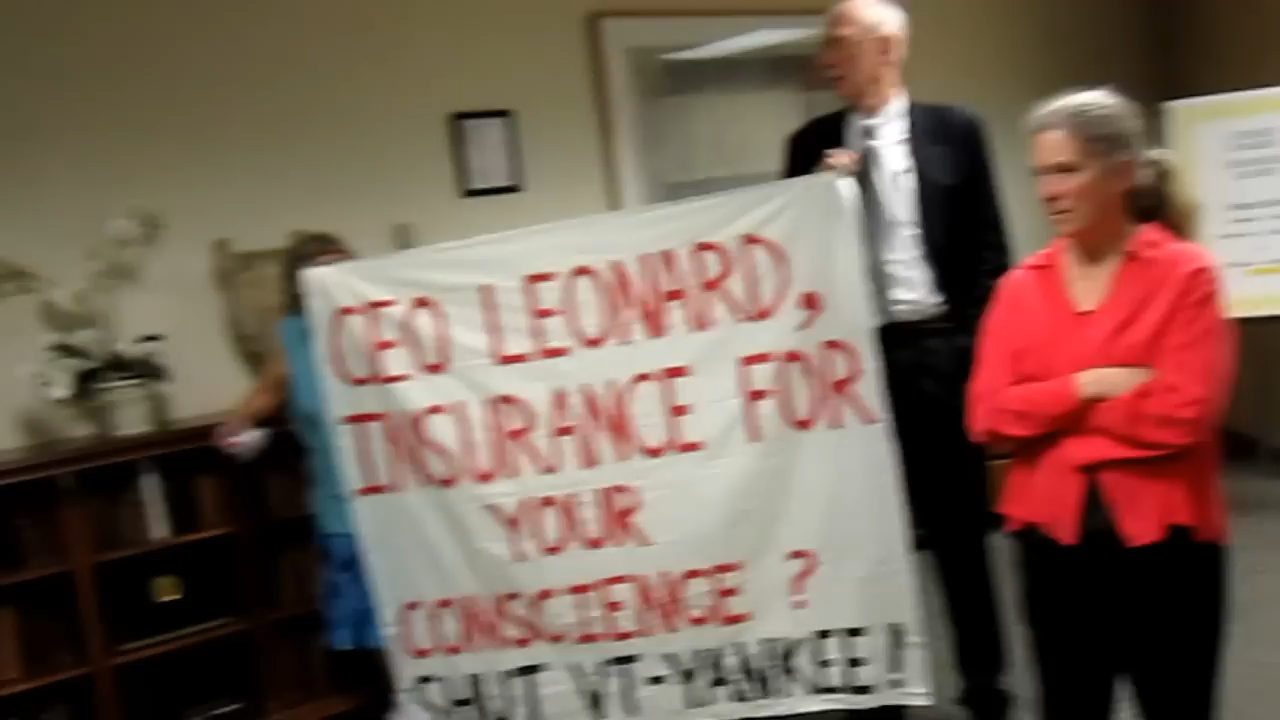 CEO LEONARD,
INSURANCE FOR
YOUR
CONSCIENCE ?
SHUT VT-YANKEE!